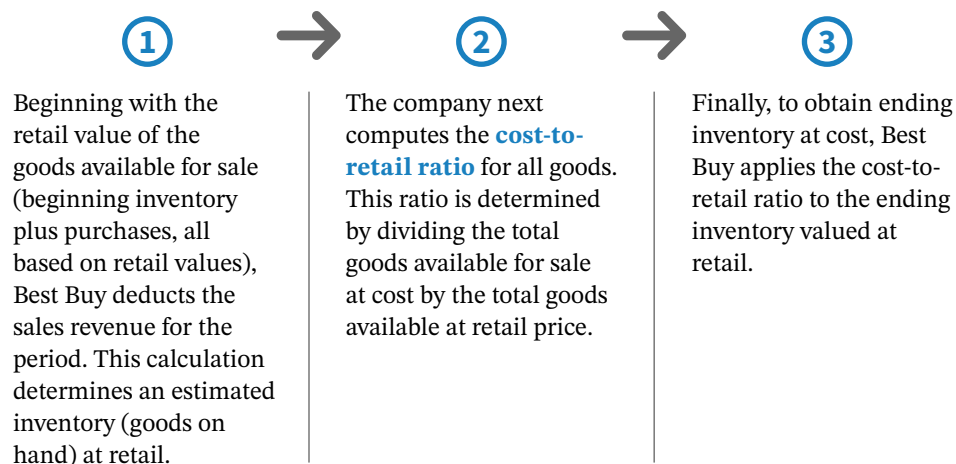 1
Beginning with the
retail value of the
goods available for sale
(beginning inventory
plus purchases, all
based on retail values),
Best Buy deducts the
sales revenue for the
period. This calculation
determines an estimated
inventory (goods on
hand) at retail.
2
The company next
computes the cost-to-
retail ratio for all goods.
This ratio is determined
by dividing the total
goods available for sale
at cost by the total goods
available at retail price.
3
Finally, to obtain ending
inventory at cost, Best
Buy applies the cost-to-
retail ratio to the ending
inventory valued at
retail.